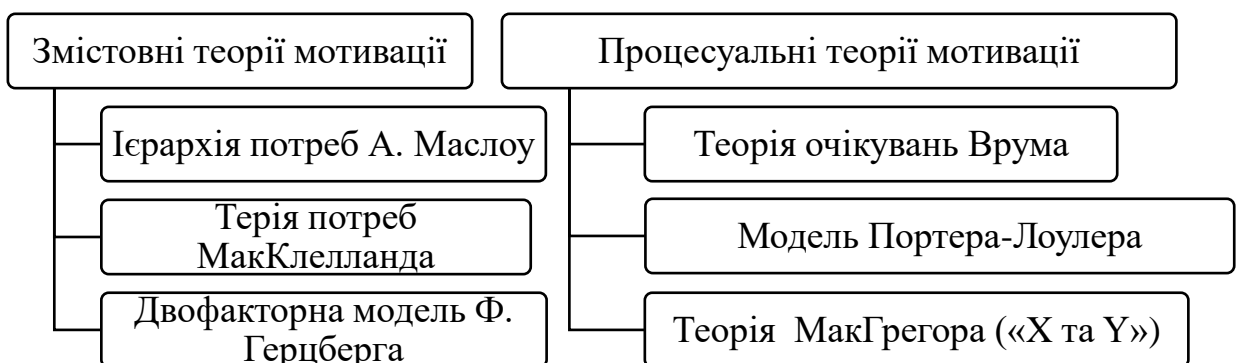 Змістовні теорії мотивації
Ієрархія потреб А. Маслоу
Терія потреб
МакКлелланда
Двофакторна модель Ф.
Герцберга
Процесуальні теорії мотивації
Теорія очікувань Врума
Модель Портера-Лоулера
Теорія МакГрегора («X та Y»)